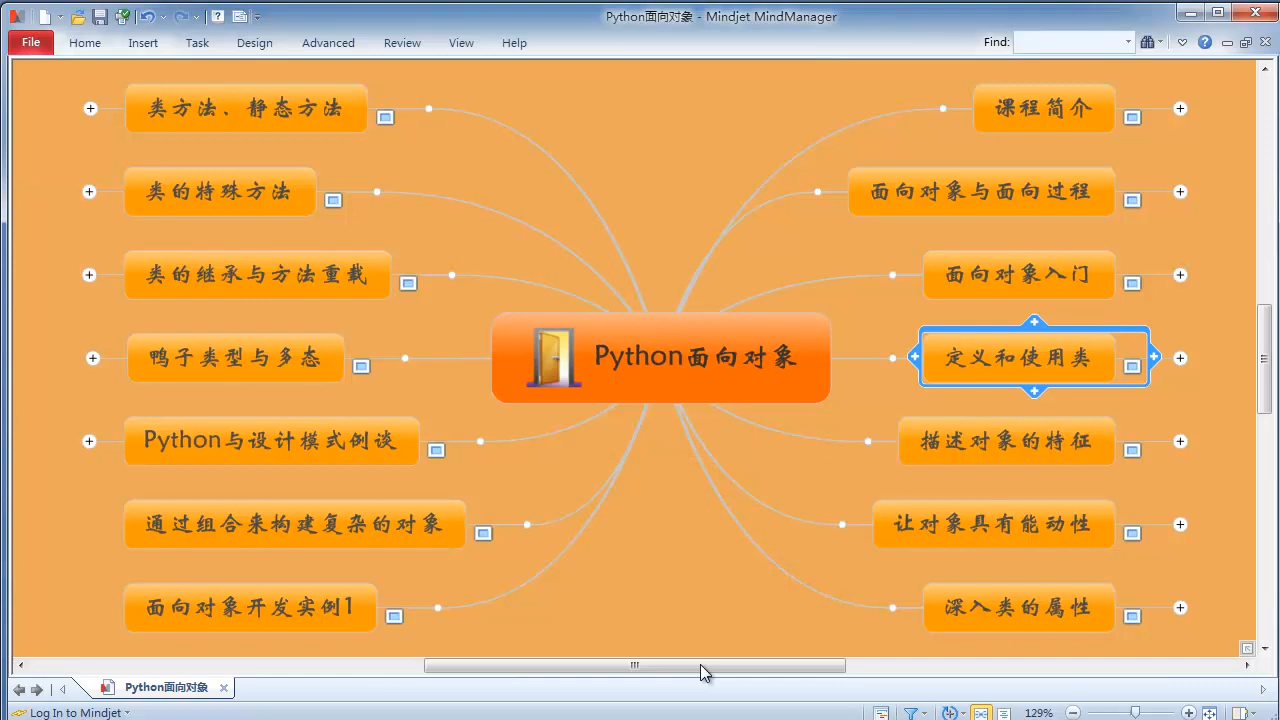 Python面向对象 - Mindjet MindManager
File Home Insert Task Design Advanced Review View Help Find:
类方法、静态方法
类的特殊方法
类的继承与方法重载
鸭子类型与多态
Python与设计模式例谈
通过组合来构建复杂的对象
面向对象开发实例1
Python面向对象
课程简介
面向对象与面向过程
面向对象入门
定义和使用类
描述对象的特征
让对象具有能动性
深入类的属性
Python面向对象
Log In to Mindjet 129%